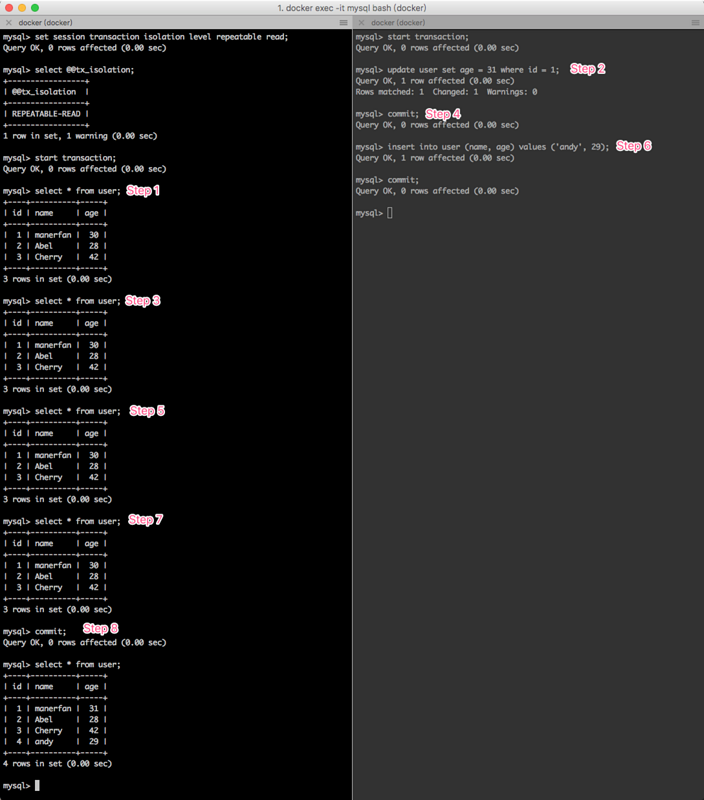 1. docker exec -it mysql bash (docker)
docker (docker)
mysql> set session transaction isolation level repeatable read;
Query OK, 0 rows affected (0.00 sec)
mysql> select @@tx_isolation;
+-----------------+
| @@tx_isolation  |
+-----------------+
| REPEATABLE-READ |
+-----------------+
1 row in set, 1 warning (0.00 sec)
mysql> start transaction;
Query OK, 0 rows affected (0.00 sec)
mysql> select * from user; Step 1
+----+----------+-----+
| id | name     | age |
+----+----------+-----+
|  1 | manerfan |  30 |
|  2 | Abel     |  28 |
|  3 | Cherry   |  42 |
+----+----------+-----+
3 rows in set (0.00 sec)
mysql> select * from user; Step 3
+----+----------+-----+
| id | name     | age |
+----+----------+-----+
|  1 | manerfan |  30 |
|  2 | Abel     |  28 |
|  3 | Cherry   |  42 |
+----+----------+-----+
3 rows in set (0.00 sec)
mysql> select * from user; Step 5
+----+----------+-----+
| id | name     | age |
+----+----------+-----+
|  1 | manerfan |  30 |
|  2 | Abel     |  28 |
|  3 | Cherry   |  42 |
+----+----------+-----+
3 rows in set (0.00 sec)
mysql> select * from user; Step 7
+----+----------+-----+
| id | name     | age |
+----+----------+-----+
|  1 | manerfan |  30 |
|  2 | Abel     |  28 |
|  3 | Cherry   |  42 |
+----+----------+-----+
3 rows in set (0.00 sec)
mysql> commit; Step 8
Query OK, 0 rows affected (0.00 sec)
mysql> select * from user;
+----+----------+-----+
| id | name     | age |
+----+----------+-----+
|  1 | manerfan |  31 |
|  2 | Abel     |  28 |
|  3 | Cherry   |  42 |
|  4 | andy     |  29 |
+----+----------+-----+
4 rows in set (0.00 sec)
mysql>
docker (docker)
mysql> start transaction;
Query OK, 0 rows affected (0.00 sec)
mysql> update user set age = 31 where id = 1; Step 2
Query OK, 1 row affected (0.00 sec)
Rows matched: 1  Changed: 1  Warnings: 0
mysql> commit; Step 4
Query OK, 0 rows affected (0.00 sec)
mysql> insert into user (name, age) values ('andy', 29); Step 6
Query OK, 1 row affected (0.00 sec)
mysql> commit;
Query OK, 0 rows affected (0.00 sec)
mysql>